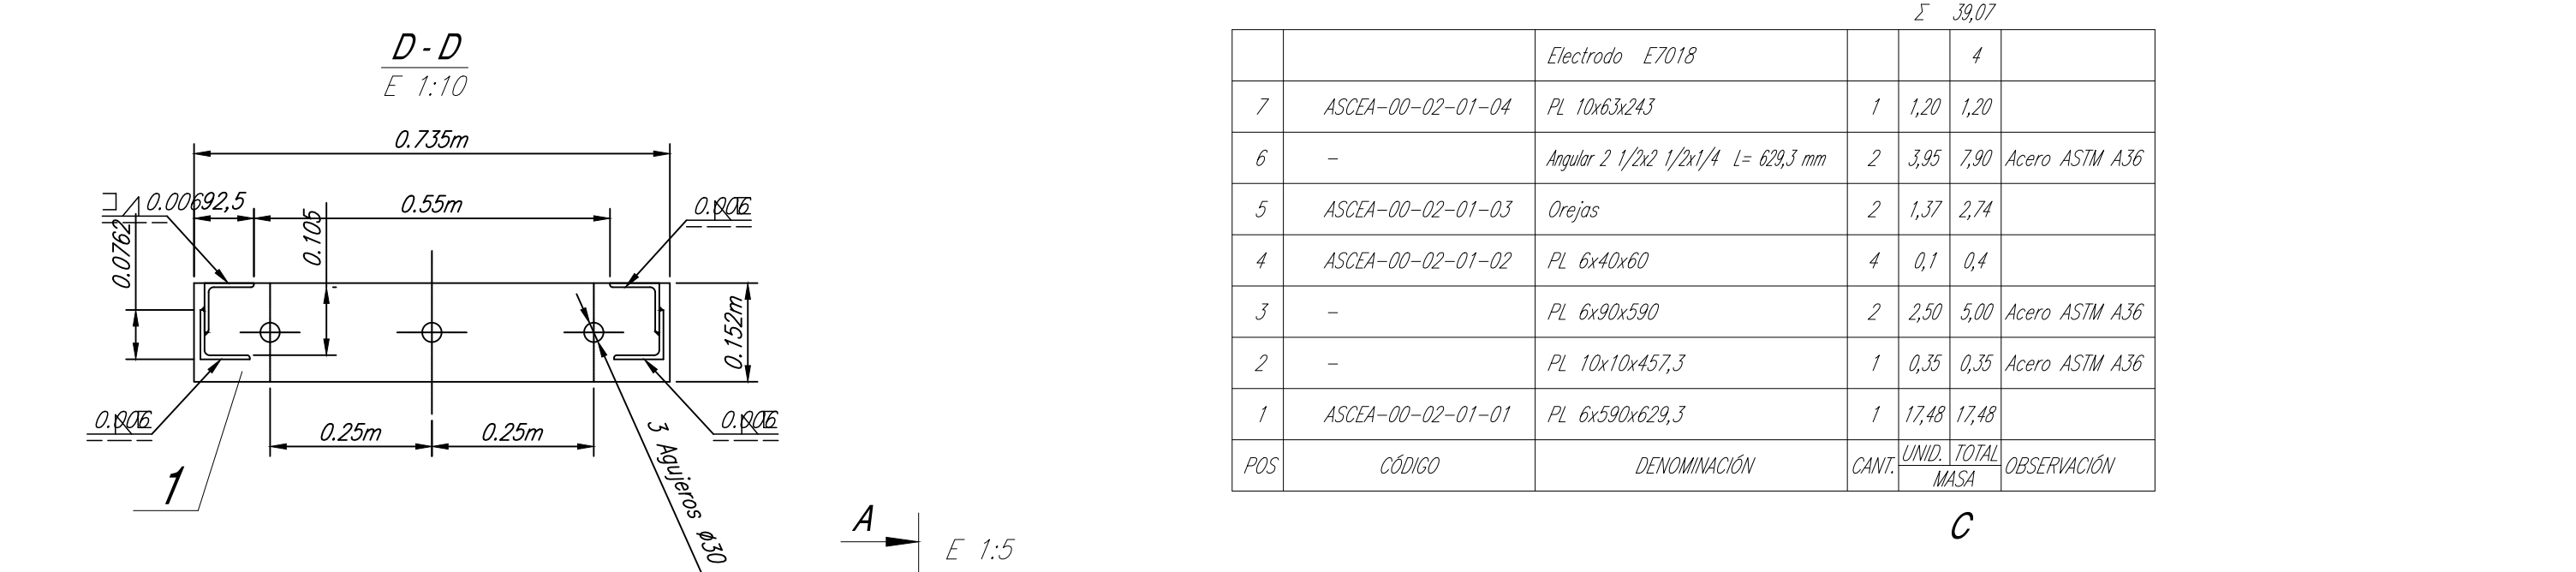 D-D
E 1:10
0.735m
0.006
92,5
0.55m
0.006
0.0762
0.105
0.152m
0.006
0.006
0.25m
0.25m
3 Agujeros ø30
1
A
E 1:5
Σ 39,07
Electrodo E7018 4
7 ASCEA-00-02-01-04 PL 10x63x243 1 1,20 1,20
6 - Angular 2 1/2x2 1/2x1/4 L= 629,3 mm 2 3,95 7,90 Acero ASTM A36
5 ASCEA-00-02-01-03 Orejas 2 1,37 2,74
4 ASCEA-00-02-01-02 PL 6x40x60 4 0,1 0,4
3 - PL 6x90x590 2 2,50 5,00 Acero ASTM A36
2 - PL 10x10x457,3 1 0,35 0,35 Acero ASTM A36
1 ASCEA-00-02-01-01 PL 6x590x629,3 1 17,48 17,48
POS CÓDIGO DENOMINACIÓN CANT. UNID. TOTAL OBSERVACIÓN
MASA
C